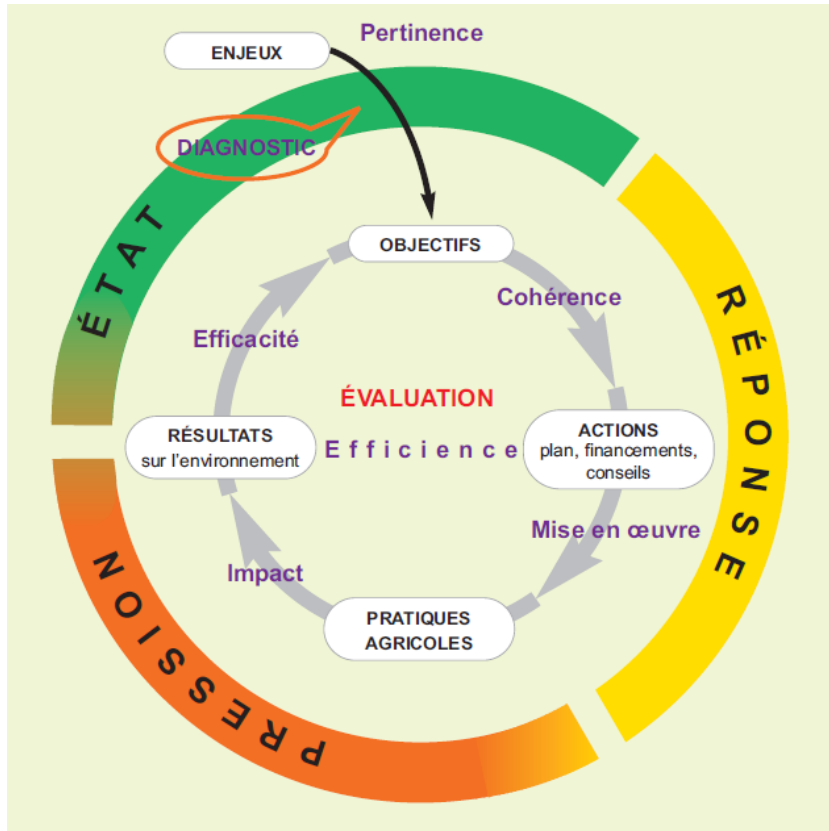 Pertinence
ENJEUX
DIAGNOSTIC
ÉTAT
OBJECTIFS
Cohérence
RÉPONSE
Efficacité
ÉVALUATION
RÉSULTATS
sur l'environnement
Efficience
ACTIONS
plan, financements,
conseils
Mise en œuvre
Impact
PRATIQUES
AGRICOLES
PRESSION